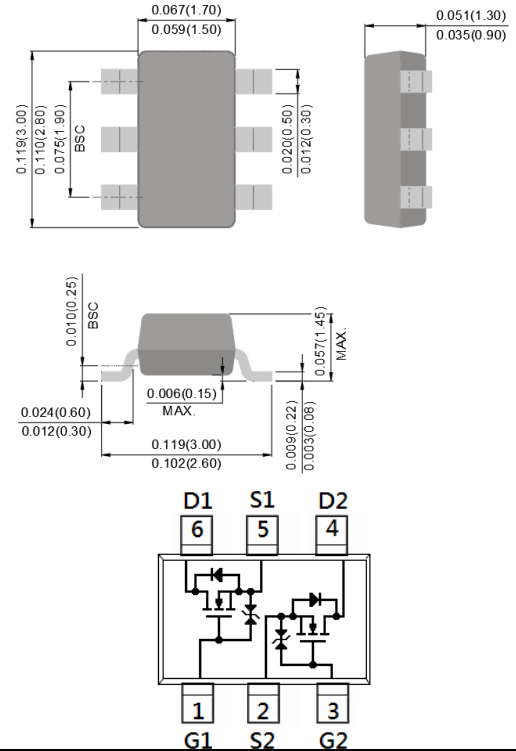 0.067(1.70)
0.059(1.50)
0.051(1.30)
0.035(0.90)
0.119(3.00)
0.110(2.80)
0.075(1.90)
BSC
0.020(0.50)
0.012(0.30)
0.010(0.25)
BSC
0.057(1.45)
MAX.
0.006(0.15)
MAX.
0.024(0.60)
0.012(0.30)
0.009(0.22)
0.003(0.08)
0.119(3.00)
0.102(2.60)
D1 S1 D2
6 5 4
1 2 3
G1 S2 G2